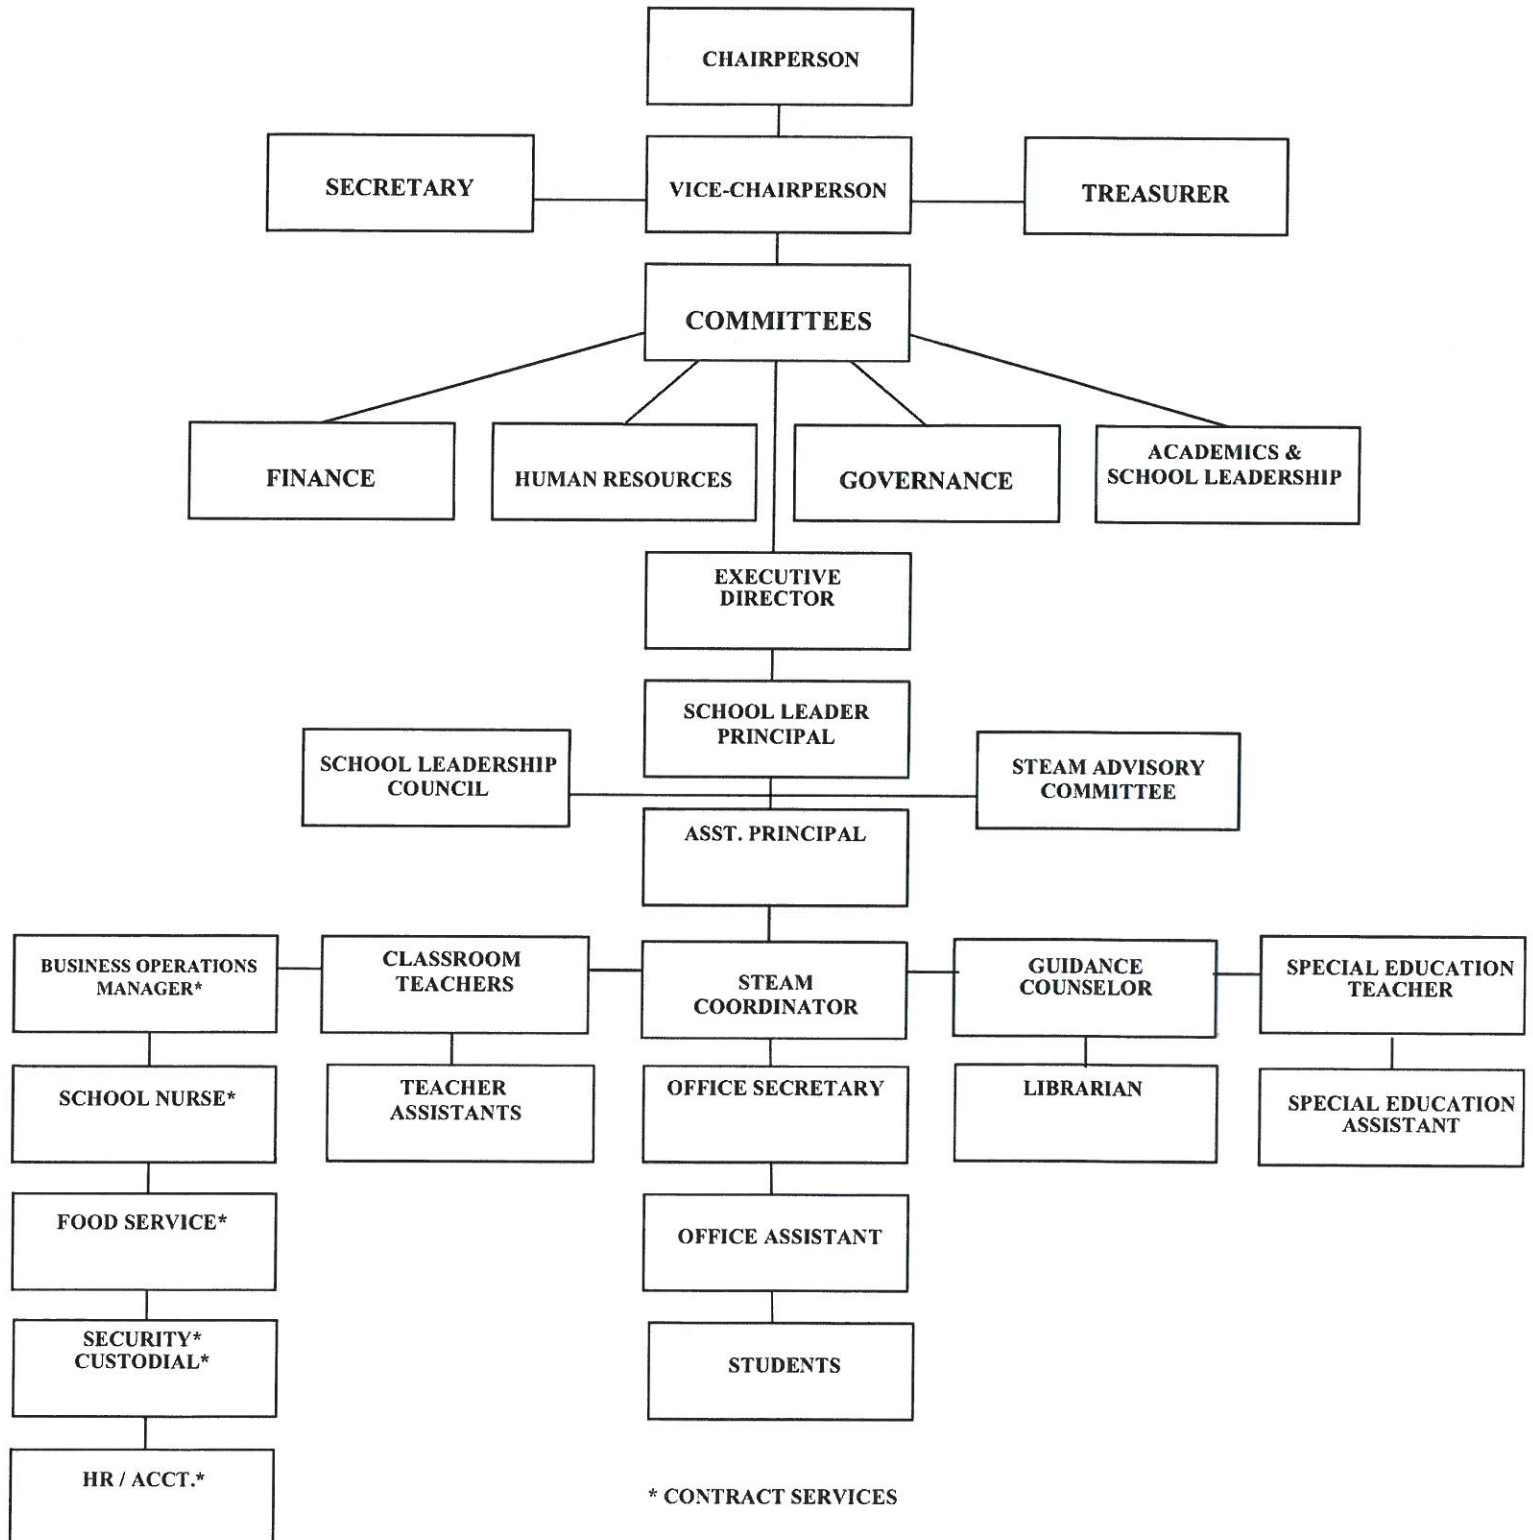 CHAIRPERSON
SECRETARY
VICE-CHAIRPERSON
TREASURER
COMMITTEES
FINANCE
HUMAN RESOURCES
GOVERNANCE
ACADEMICS &
SCHOOL LEADERSHIP
EXECUTIVE
DIRECTOR
SCHOOL LEADER
PRINCIPAL
SCHOOL LEADERSHIP
COUNCIL
STEAM ADVISORY
COMMITTEE
ASST. PRINCIPAL
BUSINESS OPERATIONS
MANAGER*
CLASSROOM
TEACHERS
STEAM
COORDINATOR
GUIDANCE
COUNSELOR
SPECIAL EDUCATION
TEACHER
SCHOOL NURSE*
TEACHER
ASSISTANTS
OFFICE SECRETARY
LIBRARIAN
SPECIAL EDUCATION
ASSISTANT
FOOD SERVICE*
OFFICE ASSISTANT
SECURITY*
CUSTODIAL*
STUDENTS
HR / ACCT.*
* CONTRACT SERVICES